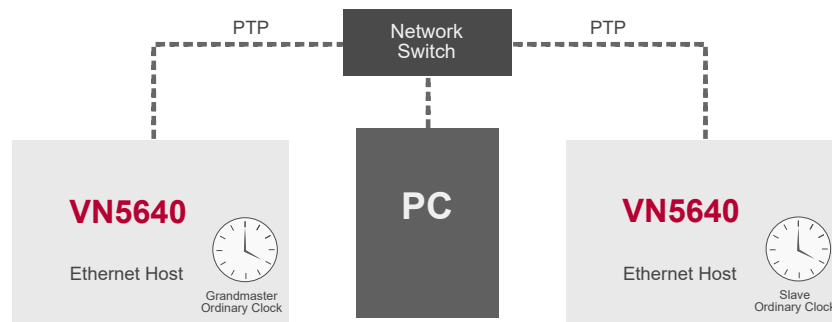 PTP
Network
Switch
PTP
VN5640
Ethernet Host
Grandmaster
Ordinary Clock
PC
VN5640
Ethernet Host
Slave
Ordinary Clock